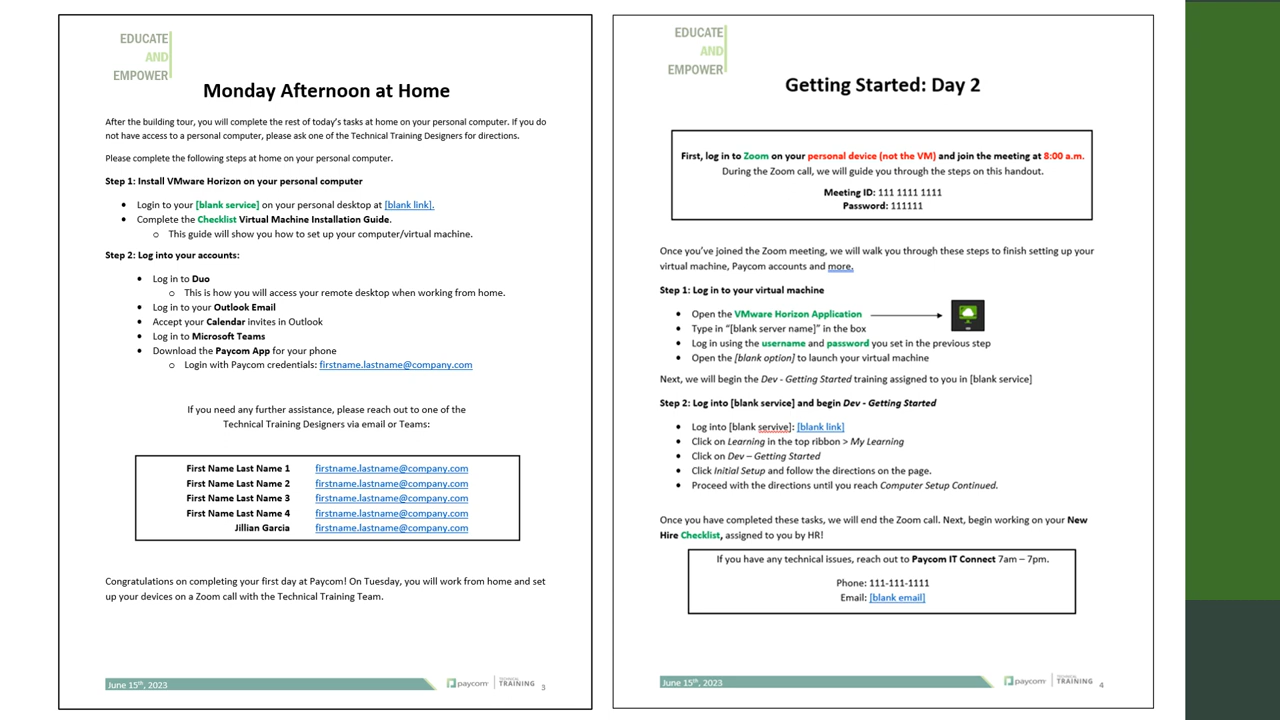 EDUCATE
AND
EMPOWER
Monday Afternoon at Home
After the building tour, you will complete the rest of today's tasks at home on your personal computer. If you do
not have access to a personal computer, please ask one of the Technical Training Designers for directions.
Please complete the following steps at home on your personal computer.
Step 1: Install VMware Horizon on your personal computer
• Login to your [blank service] on your personal desktop at [blank link].
• Complete the Checklist Virtual Machine Installation Guide.
o This guide will show you how to set up your computer/virtual machine.
Step 2: Log into your accounts:
• Log in to Duo
o This is how you will access your remote desktop when working from home.
• Log in to your Outlook Email
• Accept your Calendar invites in Outlook
• Log in to Microsoft Teams
• Download the Paycom App for your phone
o Login with Paycom credentials: firstname.lastname@company.com
If you need any further assistance, please reach out to one of the
Technical Training Designers via email or Teams:
First Name Last Name 1 firstname.lastname@company.com
First Name Last Name 2 firstname.lastname@company.com
First Name Last Name 3 firstname.lastname@company.com
First Name Last Name 4 firstname.lastname@company.com
Jillian Garcia firstname.lastname@company.com
Congratulations on completing your first day at Paycom! On Tuesday, you will work from home and set
up your devices on a Zoom call with the Technical Training Team.
June 15th, 2023
paycom
TECHNICAL
TRAINING
3
EDUCATE
AND
EMPOWER
Getting Started: Day 2
First, log in to Zoom on your personal device (not the VM) and join the meeting at 8:00 a.m.
During the Zoom call, we will guide you through the steps on this handout.
Meeting ID: 111 1111 1111
Password: 111111
Once you've joined the Zoom meeting, we will walk you through these steps to finish setting up your
virtual machine, Paycom accounts and more.
Step 1: Log in to your virtual machine
• Open the VMware Horizon Application
• Type in "[blank server name]" in the box
• Log in using the username and password you set in the previous step
• Open the [blank option] to launch your virtual machine
Next, we will begin the Dev - Getting Started training assigned to you in [blank service]
Step 2: Log into [blank service] and begin Dev - Getting Started
• Log into [blank servive]: [blank link]
• Click on Learning in the top ribbon > My Learning
• Click on Dev – Getting Started
• Click Initial Setup and follow the directions on the page.
• Proceed with the directions until you reach Computer Setup Continued.
Once you have completed these tasks, we will end the Zoom call. Next, begin working on your New
Hire Checklist, assigned to you by HR!
If you have any technical issues, reach out to Paycom IT Connect 7am – 7pm.
Phone: 111-111-1111
Email: [blank email]
June 15th, 2023
paycom
TECHNICAL
TRAINING
4